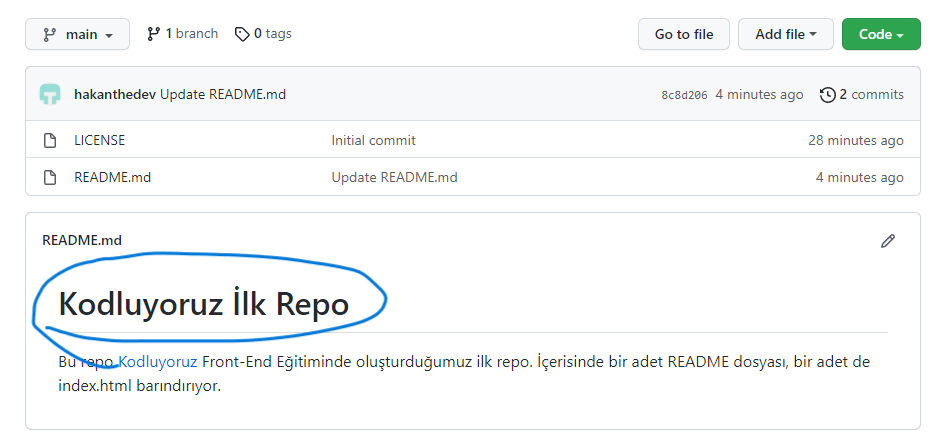 main 1 branch 0 tags Go to file Add file Code
hakanthedev Update README.md 8c8d206 4 minutes ago 2 commits
LICENSE Initial commit 28 minutes ago
README.md Update README.md 4 minutes ago
README.md
Kodluyoruz İlk Repo
Bu repo Kodluyoruz Front-End Eğitiminde oluşturduğumuz ilk repo. İçerisinde bir adet README dosyası, bir adet de
index.html barındırıyor.